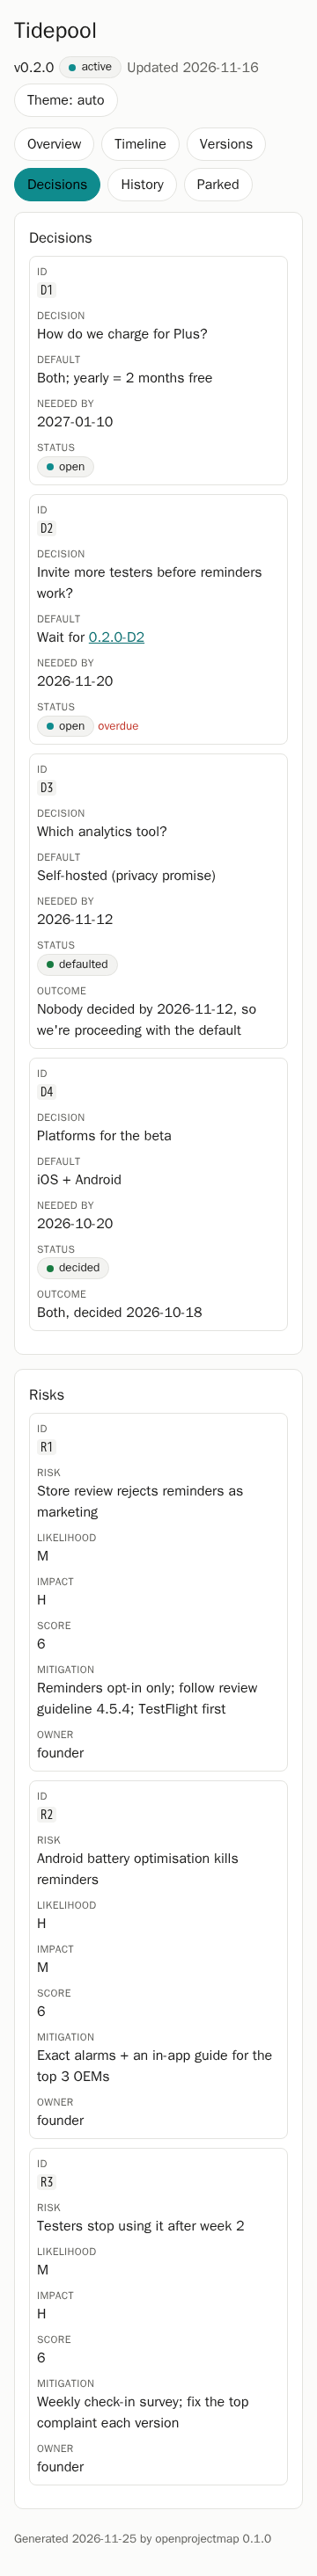 Tidepool
v0.2.0 active Updated 2026-11-16
Theme: auto
Overview Timeline Versions
Decisions History Parked
Decisions
ID
D1
DECISION
How do we charge for Plus?
DEFAULT
Both; yearly = 2 months free
NEEDED BY
2027-01-10
STATUS
open
ID
D2
DECISION
Invite more testers before reminders
work?
DEFAULT
Wait for 0.2.0-D2
NEEDED BY
2026-11-20
STATUS
open overdue
ID
D3
DECISION
Which analytics tool?
DEFAULT
Self-hosted (privacy promise)
NEEDED BY
2026-11-12
STATUS
defaulted
OUTCOME
Nobody decided by 2026-11-12, so
we're proceeding with the default
ID
D4
DECISION
Platforms for the beta
DEFAULT
iOS + Android
NEEDED BY
2026-10-20
STATUS
decided
OUTCOME
Both, decided 2026-10-18
Risks
ID
R1
RISK
Store review rejects reminders as
marketing
LIKELIHOOD
M
IMPACT
H
SCORE
6
MITIGATION
Reminders opt-in only; follow review
guideline 4.5.4; TestFlight first
OWNER
founder
ID
R2
RISK
Android battery optimisation kills
reminders
LIKELIHOOD
H
IMPACT
M
SCORE
6
MITIGATION
Exact alarms + an in-app guide for the
top 3 OEMs
OWNER
founder
ID
R3
RISK
Testers stop using it after week 2
LIKELIHOOD
M
IMPACT
H
SCORE
6
MITIGATION
Weekly check-in survey; fix the top
complaint each version
OWNER
founder
Generated 2026-11-25 by openprojectmap 0.1.0